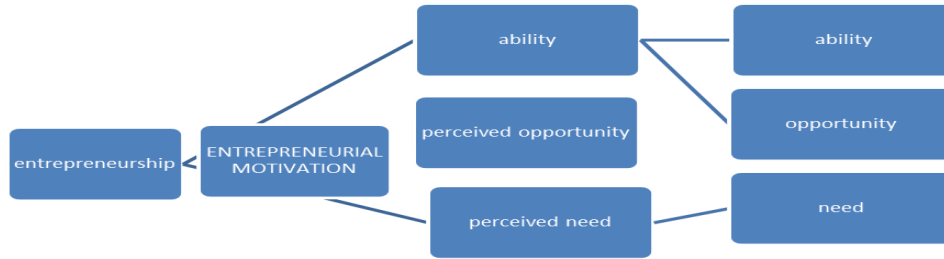 entrepreneurship
ENTREPRENEURIAL
MOTIVATION
ability
perceived opportunity
perceived need
ability
opportunity
need